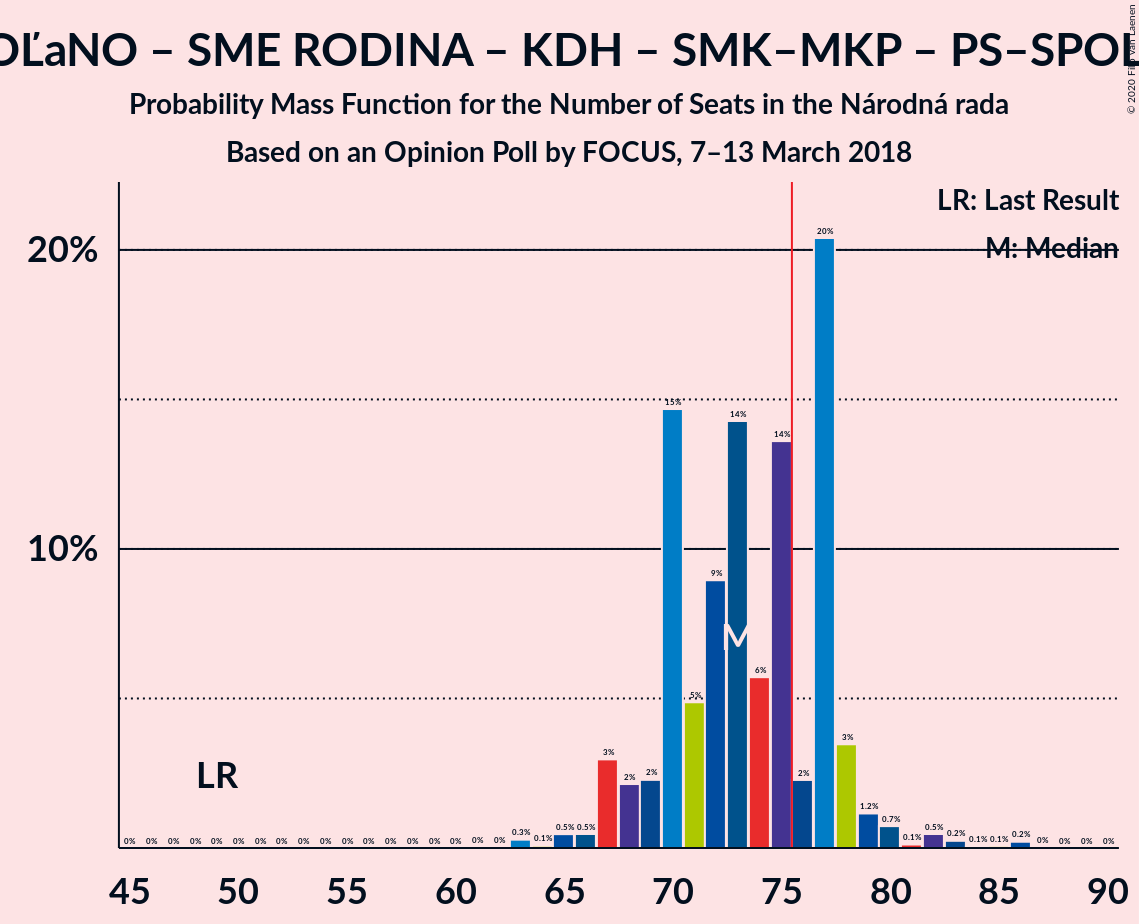 OĽaNO – SME RODINA – KDH – SMK–MKP – PS–SPOL
Probability Mass Function for the Number of Seats in the Národná rada
Based on an Opinion Poll by FOCUS, 7–13 March 2018
© 2020 Filip van Laenen
LR: Last Result
M: Median
20%
10%
LR
M
0% 0% 0% 0% 0% 0% 0% 0% 0% 0% 0% 0% 0% 0% 0% 0% 0% 0% 0.3% 0.1% 0.5% 0.5% 3% 2% 2% 15% 5% 9% 14% 6% 14% 2% 20% 3% 1.2% 0.7% 0.1% 0.5% 0.2% 0.1% 0.1% 0.2% 0% 0% 0% 0%
45 50 55 60 65 70 75 80 85 90